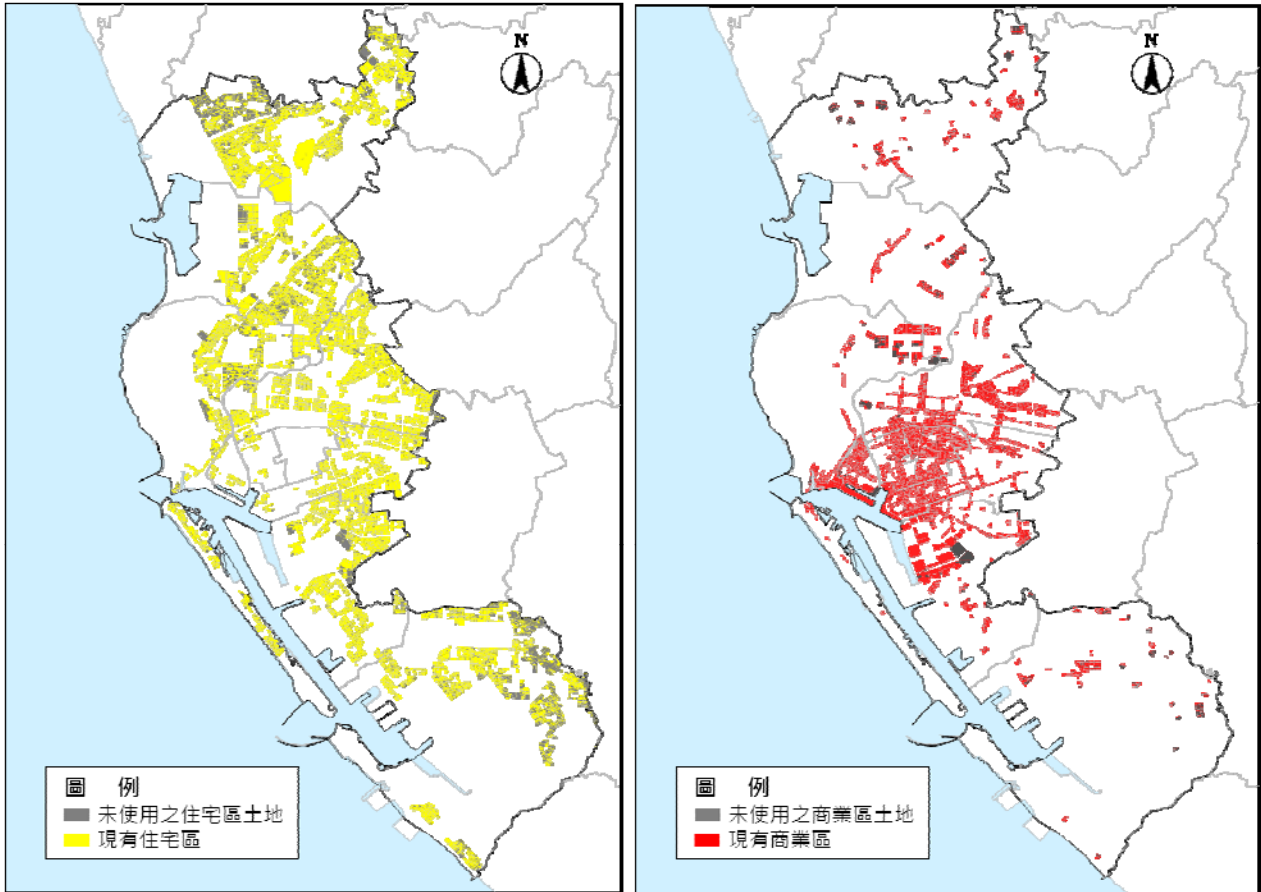 N
圖 例
未使用之住宅區土地
現有住宅區
N
圖 例
未使用之商業區土地
現有商業區